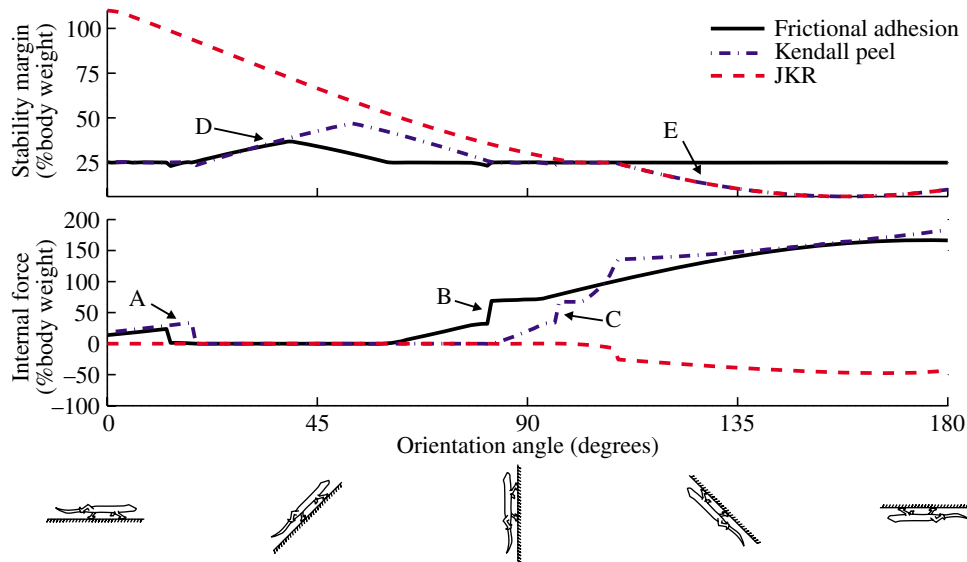 Stability margin
(%body weight)
100
75
50
25
D
E
Frictional adhesion
Kendall peel
JKR
Internal force
(%body weight)
200
150
100
50
0
−50
−100
A
B
C
0
45
90
135
180
Orientation angle (degrees)